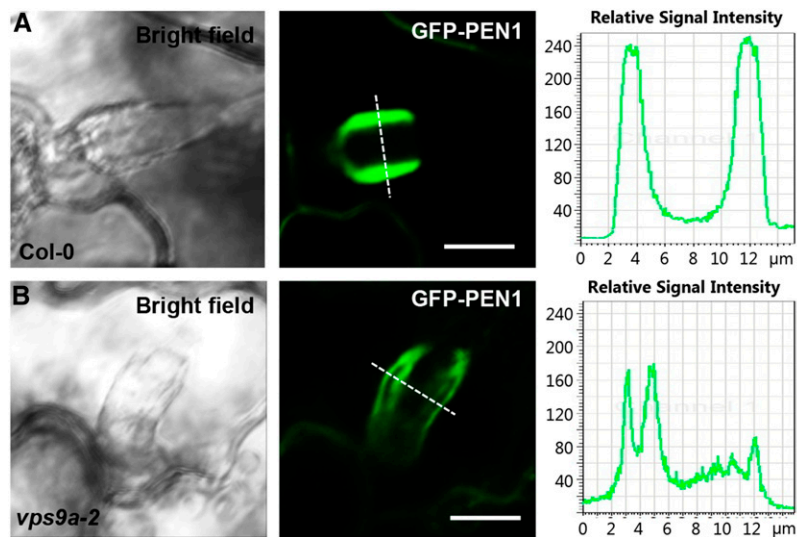 A
Bright field
Col-0
GFP-PEN1
Relative Signal Intensity
240
200
160
120
80
40
0 2 4 6 8 10 12 µm
B
Bright field
vps9a-2
GFP-PEN1
Relative Signal Intensity
240
200
160
120
80
40
0 2 4 6 8 10 12 µm